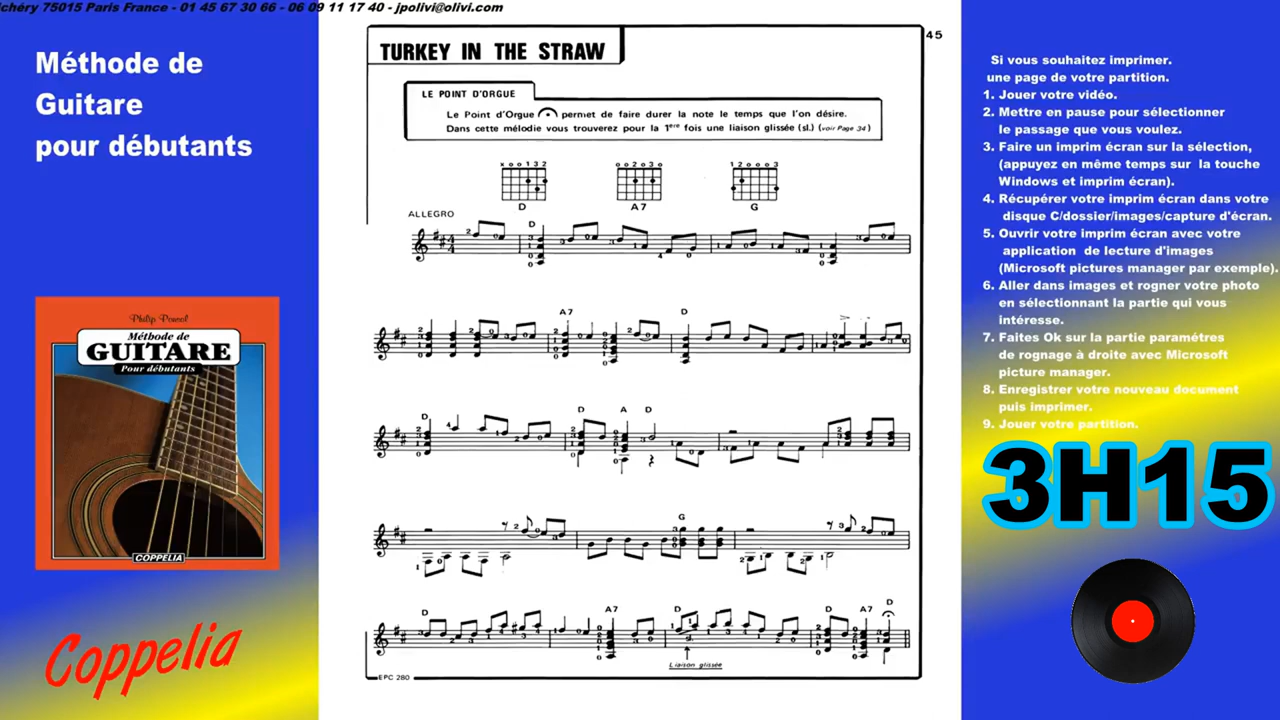 chéry 75015 Paris France - 01 45 67 30 66 - 06 09 11 17 40 - jpolivi@olivi.com
Méthode de
Guitare
pour débutants
Philip Pencol
Méthode de
GUITARE
Pour débutants
COPPELIA
Coppelia
45
TURKEY IN THE STRAW
LE POINT D'ORGUE
Le Point d'Orgue permet de faire durer la note le temps que l'on désire.
Dans cette mélodie vous trouverez pour la 1ere fois une liaison glissée (sl.) (voir Page 34)
x00132 x02030 120003
D A7 G
ALLEGRO
D
A7 D
D D A D
G
D A7 D D A7 D
Liaison glissée
EPC 280
Si vous souhaitez imprimer.
une page de votre partition.
1. Jouer votre vidéo.
2. Mettre en pause pour sélectionner
le passage que vous voulez.
3. Faire un imprim écran sur la sélection,
(appuyez en même temps sur la touche
Windows et imprim écran).
4. Récupérer votre imprim écran dans votre
disque C/dossier/images/capture d'écran.
5. Ouvrir votre imprim écran avec votre
application de lecture d'images
(Microsoft pictures manager par exemple).
6. Aller dans images et rogner votre photo
en sélectionnant la partie qui vous
intéresse.
7. Faites Ok sur la partie paramétres
de rognage à droite avec Microsoft
picture manager.
8. Enregistrer votre nouveau document
puis imprimer.
9. Jouer votre partition.
3H15